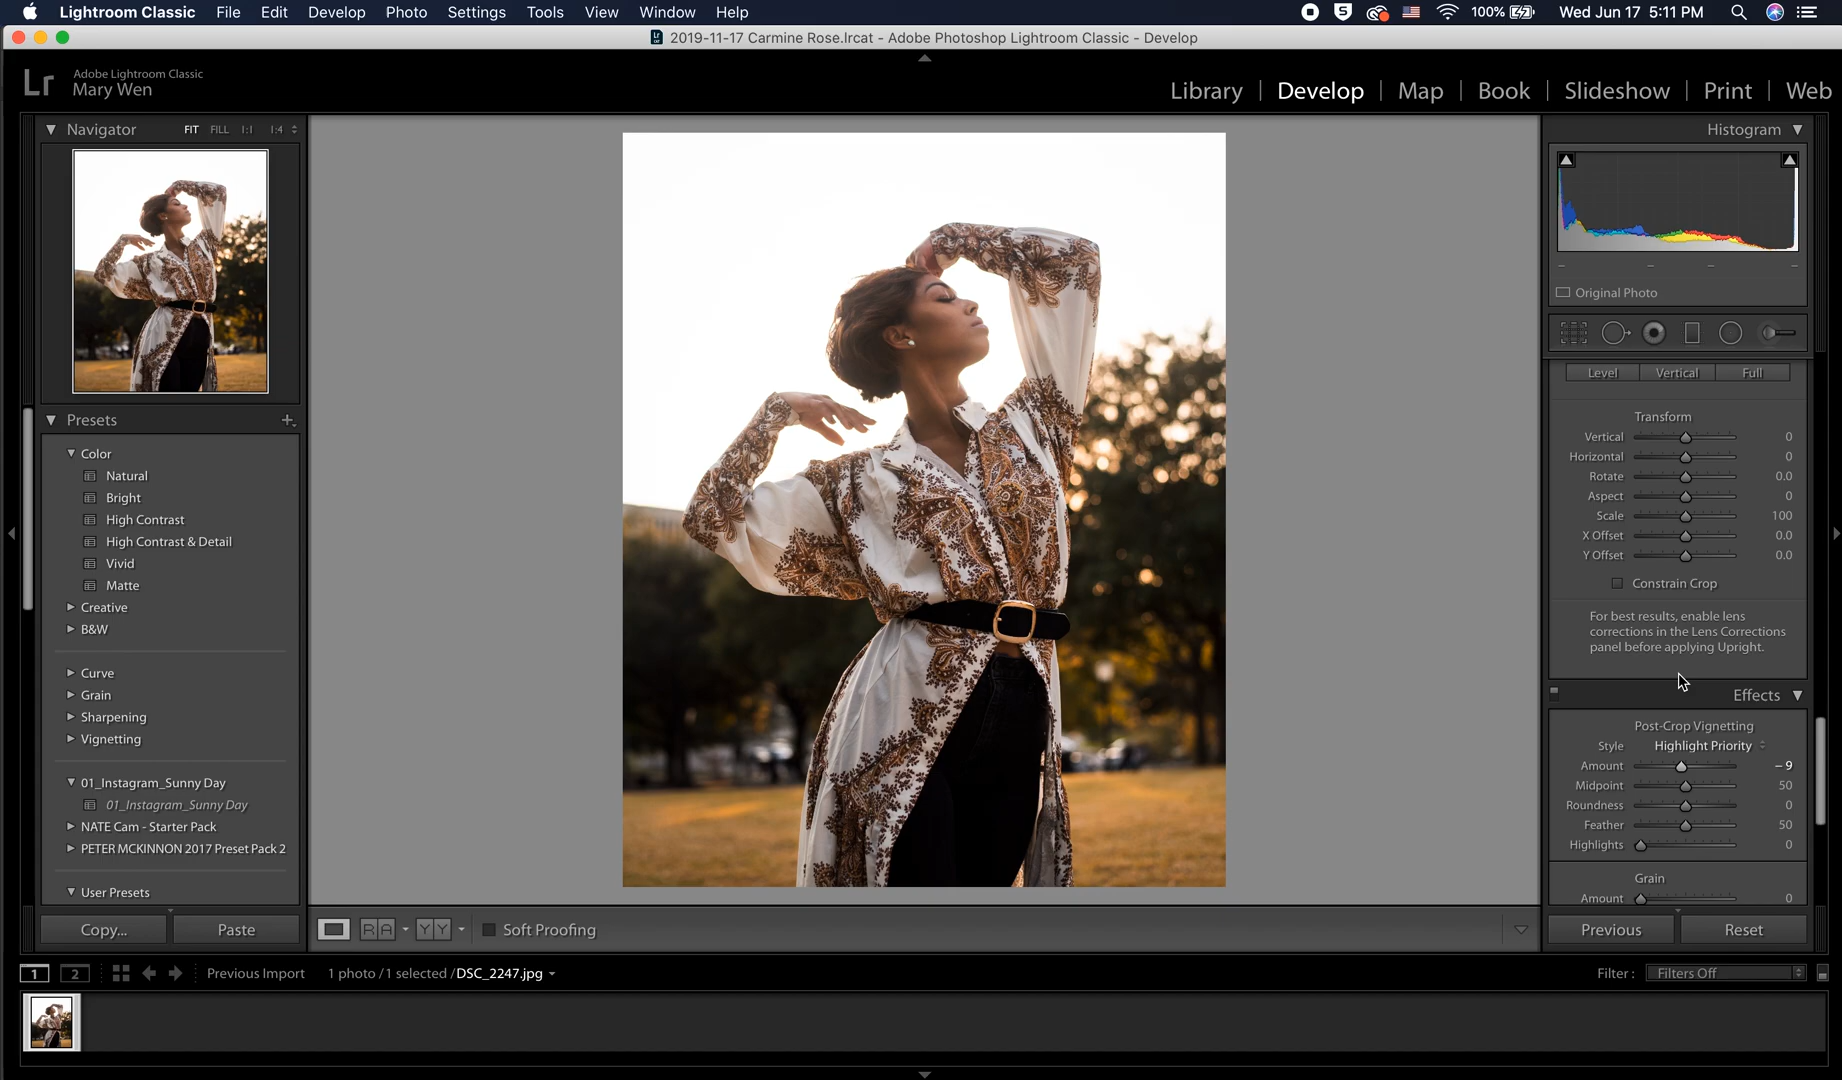 Lightroom Classic File Edit Develop Photo Settings Tools View Window Help 100% Wed Jun 17 5:11 PM
2019-11-17 Carmine Rose.lrcat - Adobe Photoshop Lightroom Classic - Develop
Lr Adobe Lightroom Classic
Mary Wen
Library | Develop | Map | Book | Slideshow | Print | Web
Navigator FIT FILL 1:1 1:4
Presets +
Color
Natural
Bright
High Contrast
High Contrast & Detail
Vivid
Matte
Creative
B&W
Curve
Grain
Sharpening
Vignetting
01_Instagram_Sunny Day
01_Instagram_Sunny Day
NATE Cam - Starter Pack
PETER MCKINNON 2017 Preset Pack 2
User Presets
Copy... Paste
R A Y Y Soft Proofing
Histogram
Original Photo
Level Vertical Full
Transform
Vertical 0
Horizontal 0
Rotate 0.0
Aspect 0
Scale 100
X Offset 0.0
Y Offset 0.0
Constrain Crop
For best results, enable lens
corrections in the Lens Corrections
panel before applying Upright.
Effects
Post-Crop Vignetting
Style Highlight Priority
Amount – 9
Midpoint 50
Roundness 0
Feather 50
Highlights 0
Grain
Amount 0
Previous Reset
1 2 Previous Import 1 photo / 1 selected / DSC_2247.jpg Filter : Filters Off